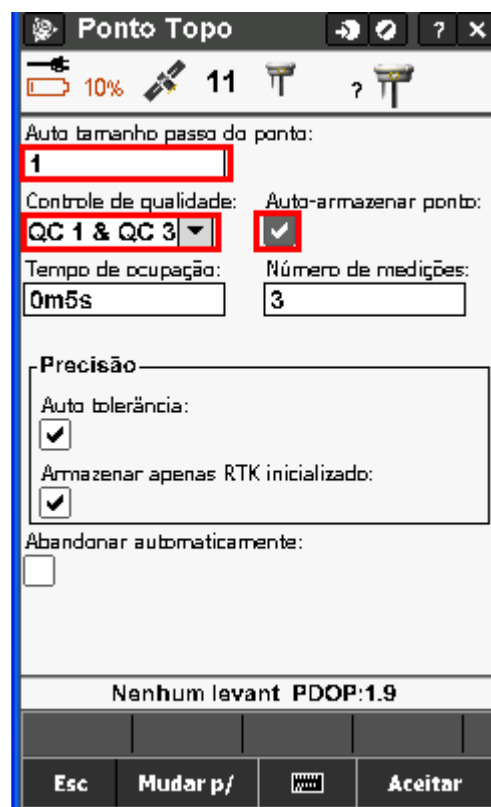 Ponto Topo ? ×
10% 11 ?
Auto tamanho passo do ponto:
1
Controle de qualidade: Auto-armazenar ponto:
QC 1 & QC 3
Tempo de ocupação: Número de medições:
0m5s 3
Precisão
Auto tolerância:
Armazenar apenas RTK inicializado:
Abandonar automaticamente:
Nenhum levant PDOP:1.9
Esc Mudar p/ Aceitar